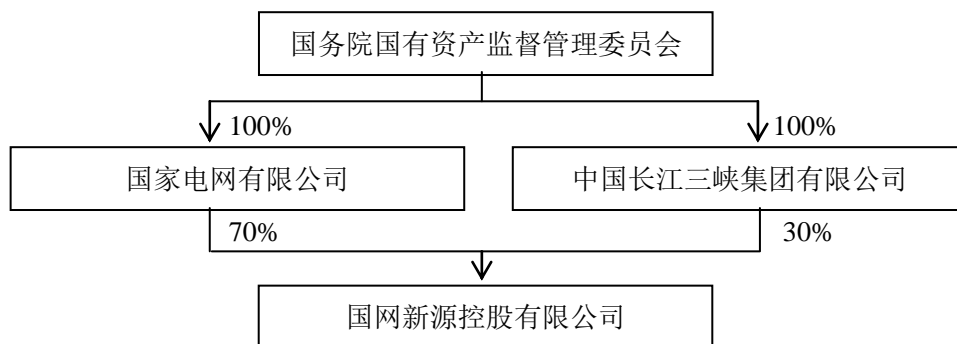 国务院国有资产监督管理委员会
100%
100%
国家电网有限公司
中国长江三峡集团有限公司
70%
30%
国网新源控股有限公司